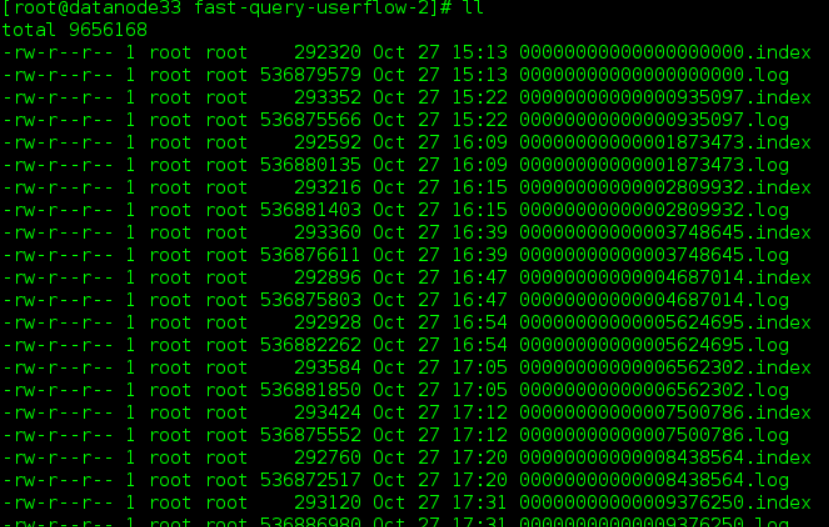 [root@datanode33 fast-query-userflow-2]# ll
total 9656168
-rw-r--r-- 1 root root    292320 Oct 27 15:13 00000000000000000000.index
-rw-r--r-- 1 root root 536879579 Oct 27 15:13 00000000000000000000.log
-rw-r--r-- 1 root root    293352 Oct 27 15:22 00000000000000935097.index
-rw-r--r-- 1 root root 536875566 Oct 27 15:22 00000000000000935097.log
-rw-r--r-- 1 root root    292592 Oct 27 16:09 00000000000001873473.index
-rw-r--r-- 1 root root 536880135 Oct 27 16:09 00000000000001873473.log
-rw-r--r-- 1 root root    293216 Oct 27 16:15 00000000000002809932.index
-rw-r--r-- 1 root root 536881403 Oct 27 16:15 00000000000002809932.log
-rw-r--r-- 1 root root    293360 Oct 27 16:39 00000000000003748645.index
-rw-r--r-- 1 root root 536876611 Oct 27 16:39 00000000000003748645.log
-rw-r--r-- 1 root root    292896 Oct 27 16:47 00000000000004687014.index
-rw-r--r-- 1 root root 536875803 Oct 27 16:47 00000000000004687014.log
-rw-r--r-- 1 root root    292928 Oct 27 16:54 00000000000005624695.index
-rw-r--r-- 1 root root 536882262 Oct 27 16:54 00000000000005624695.log
-rw-r--r-- 1 root root    293584 Oct 27 17:05 00000000000006562302.index
-rw-r--r-- 1 root root 536881850 Oct 27 17:05 00000000000006562302.log
-rw-r--r-- 1 root root    293424 Oct 27 17:12 00000000000007500786.index
-rw-r--r-- 1 root root 536875552 Oct 27 17:12 00000000000007500786.log
-rw-r--r-- 1 root root    292760 Oct 27 17:20 00000000000008438564.index
-rw-r--r-- 1 root root 536872517 Oct 27 17:20 00000000000008438564.log
-rw-r--r-- 1 root root    293120 Oct 27 17:31 00000000000009376250.index
-rw-r--r-- 1 root root 536886980 Oct 27 17:31 00000000000009376250.log